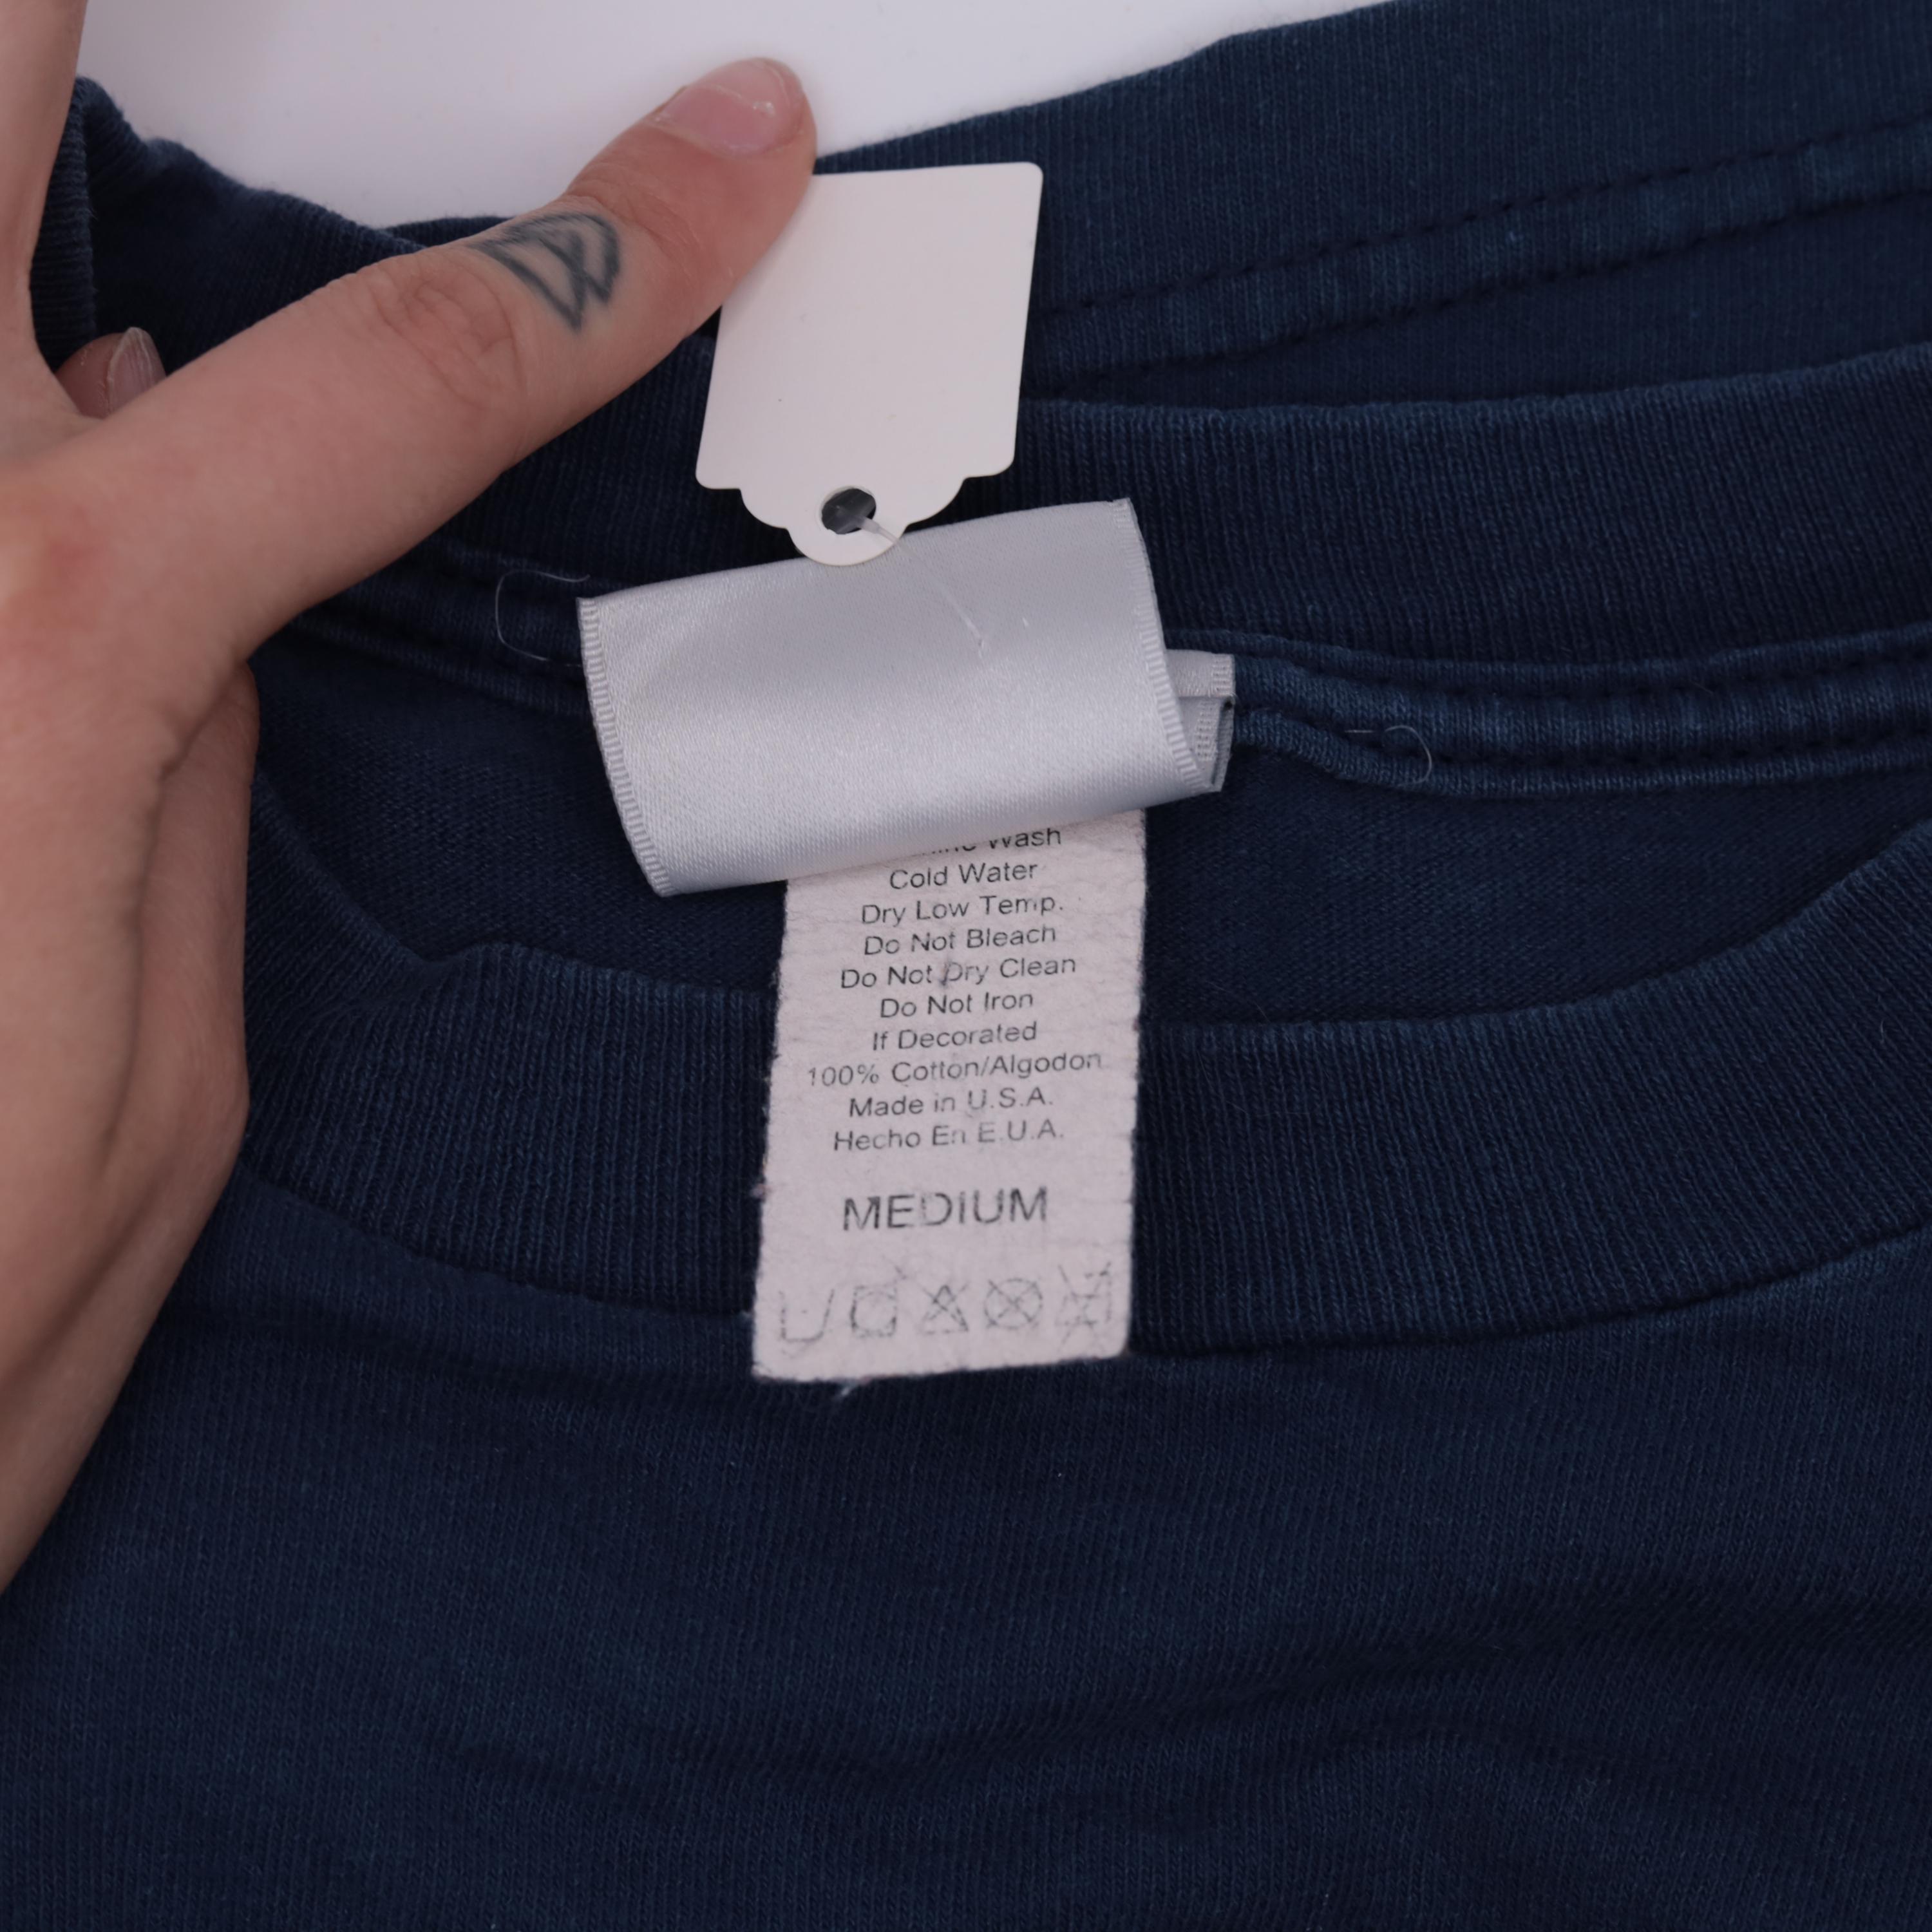 Wash
Cold Water
Dry Low Temp.
Do Not Bleach
Do Not Dry Clean
Do Not Iron
If Decorated
100% Cotton/Algodon
Made in U.S.A.
Hecho En E.U.A.
MEDIUM